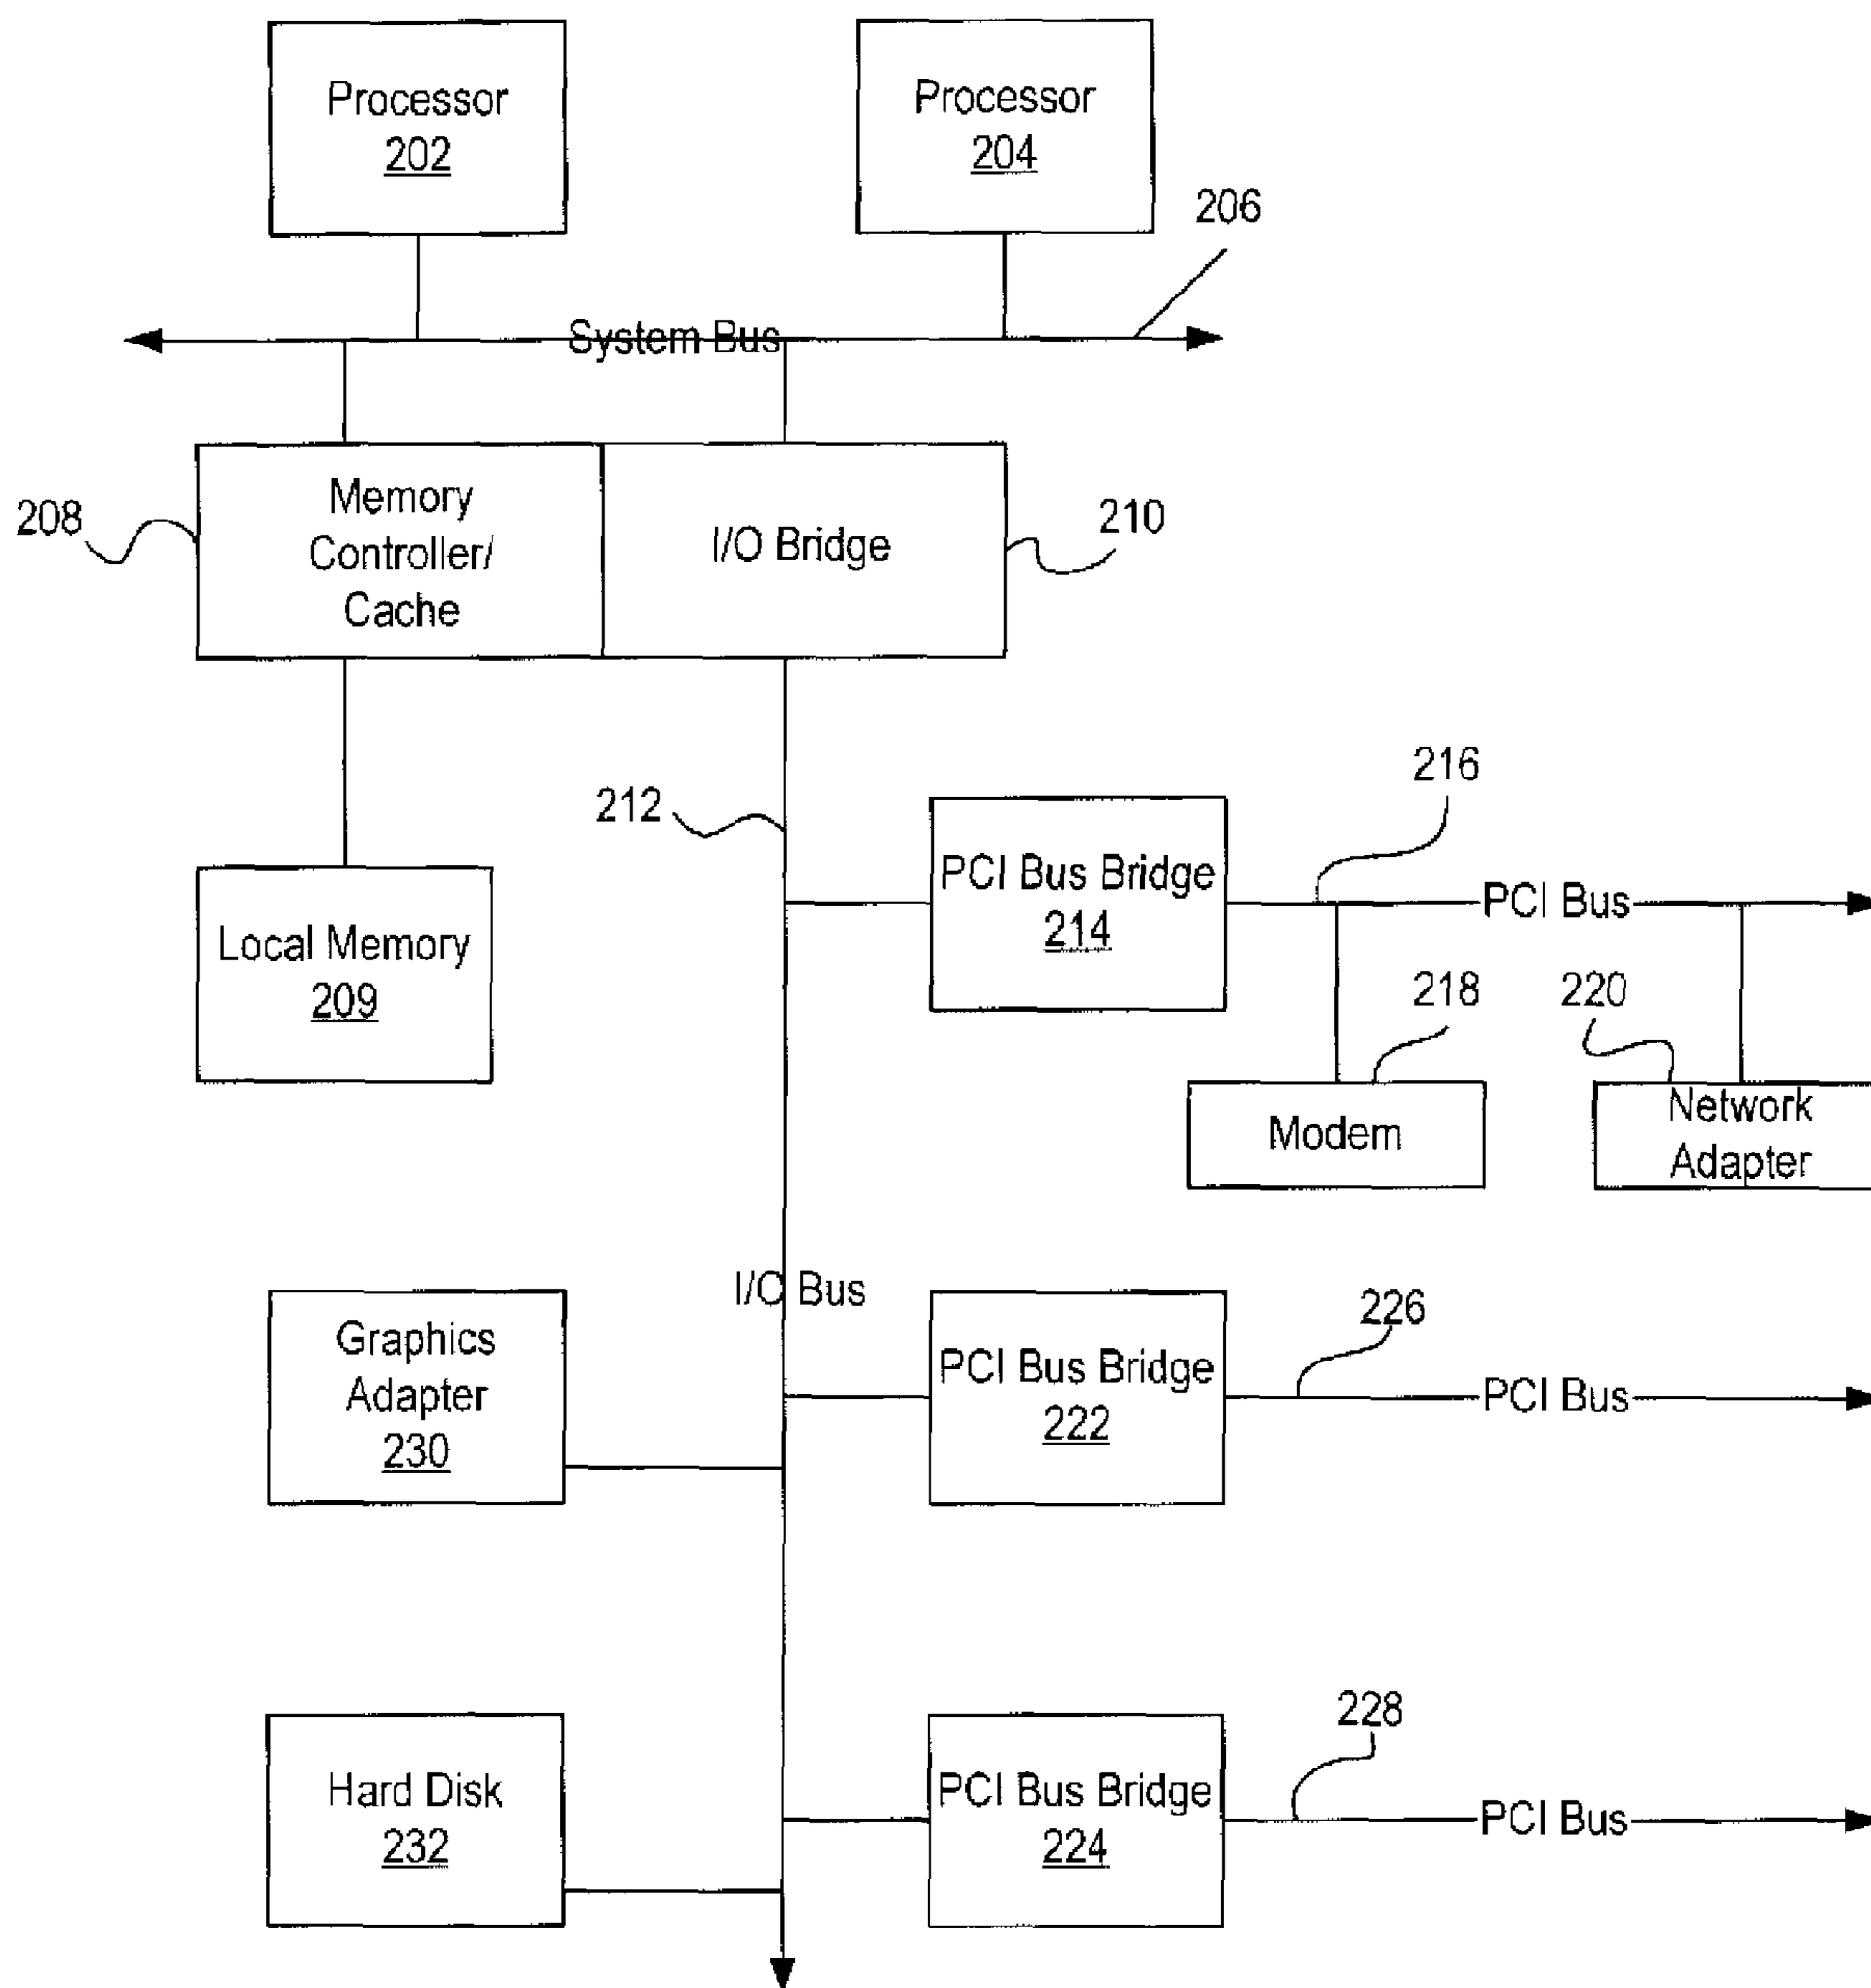 Processor
202
Processor
204
206
System Bus
208
Memory
Controller/
Cache
I/O Bridge
210
212
216
PCI Bus Bridge
214
PCI Bus
Local Memory
209
218
220
Modem
Network
Adapter
I/O Bus
Graphics
Adapter
230
PCI Bus Bridge
222
226
PCI Bus
Hard Disk
232
PCI Bus Bridge
224
228
PCI Bus